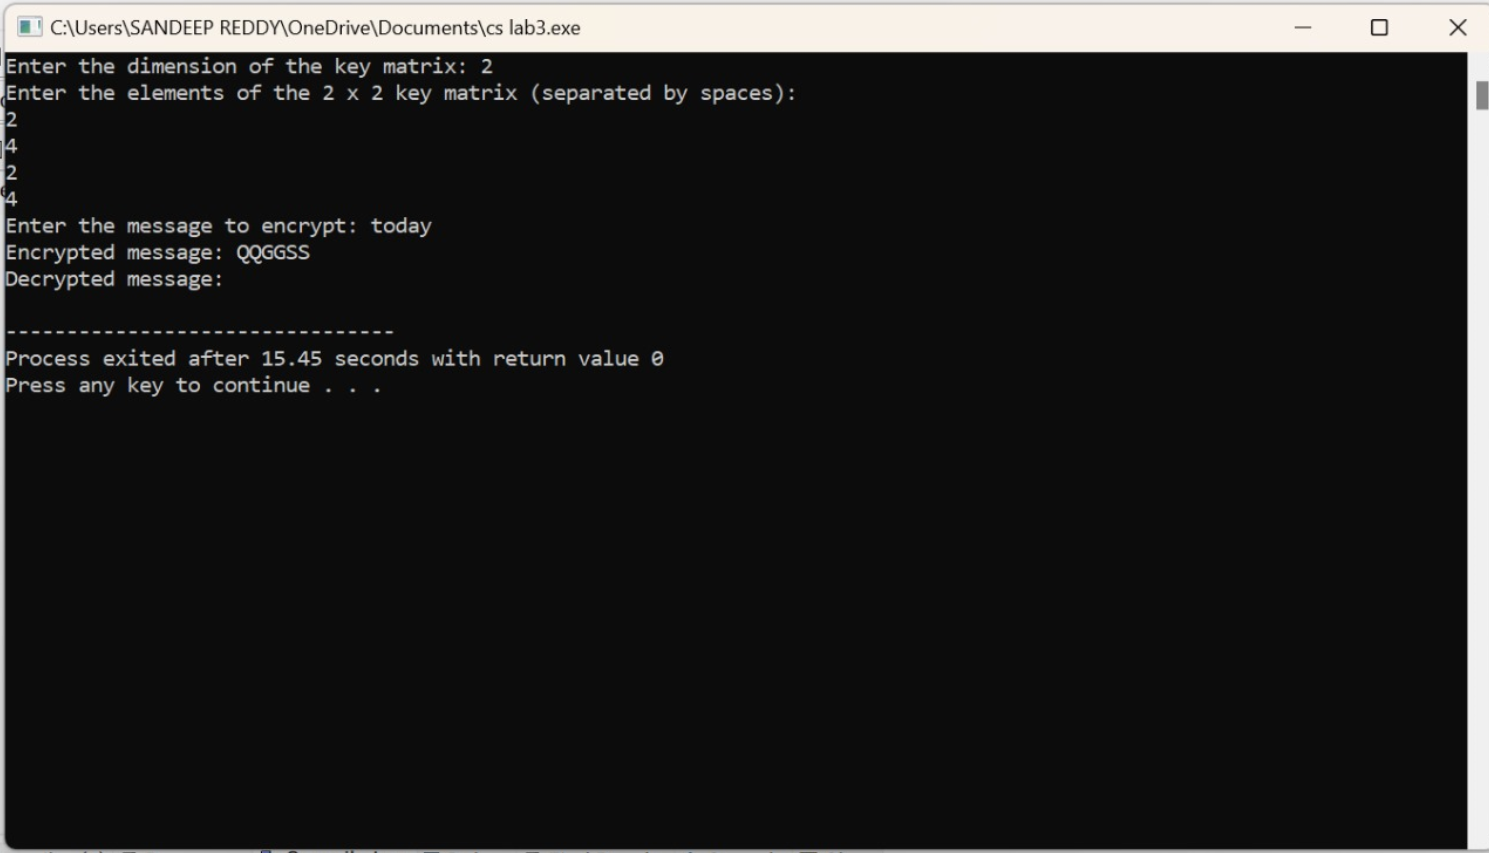 C:\Users\SANDEEP REDDY\OneDrive\Documents\cs lab3.exe
Enter the dimension of the key matrix: 2
Enter the elements of the 2 x 2 key matrix (separated by spaces):
2
4
2
4
Enter the message to encrypt: today
Encrypted message: QQGGSS
Decrypted message:
--------------------------------
Process exited after 15.45 seconds with return value 0
Press any key to continue . . .